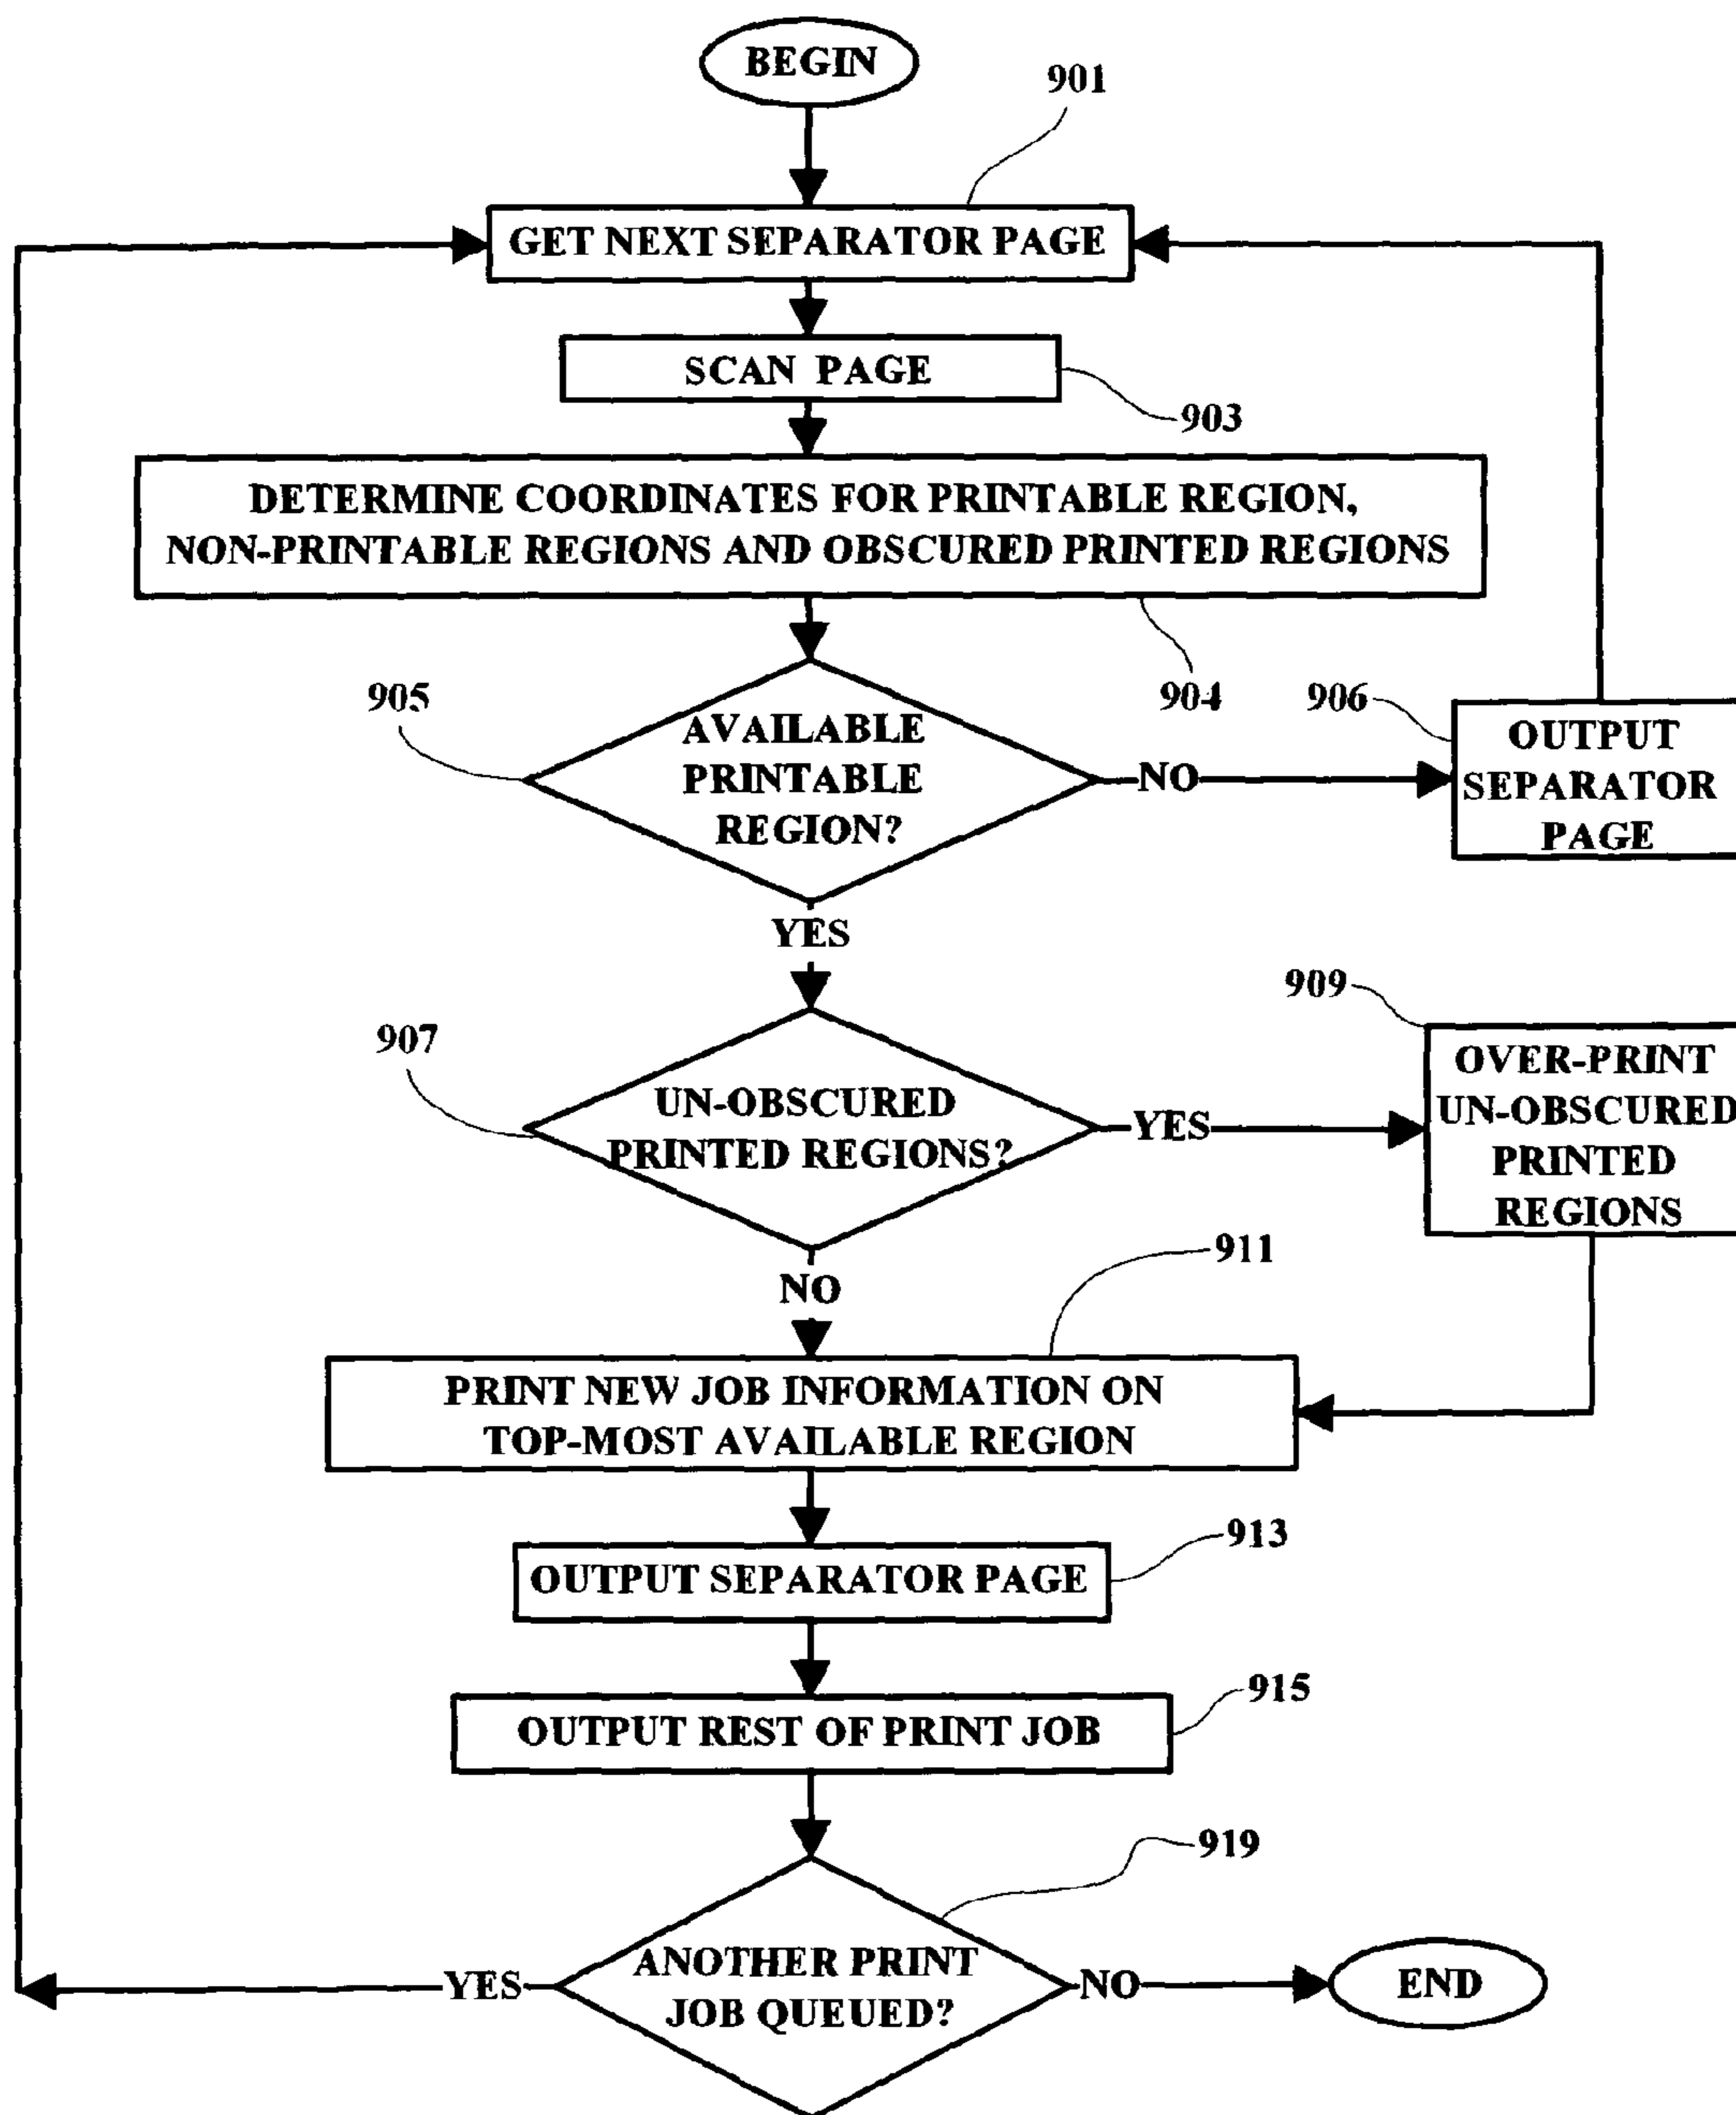 BEGIN
901
GET NEXT SEPARATOR PAGE
SCAN PAGE
903
DETERMINE COORDINATES FOR PRINTABLE REGION,
NON-PRINTABLE REGIONS AND OBSCURED PRINTED REGIONS
904
905
AVAILABLE
PRINTABLE
REGION?
NO
906
OUTPUT
SEPARATOR
PAGE
YES
907
UN-OBSCURED
PRINTED REGIONS?
YES
909
OVER-PRINT
UN-OBSCURED
PRINTED
REGIONS
NO
911
PRINT NEW JOB INFORMATION ON
TOP-MOST AVAILABLE REGION
913
OUTPUT SEPARATOR PAGE
915
OUTPUT REST OF PRINT JOB
919
ANOTHER PRINT
JOB QUEUED?
YES
NO
END